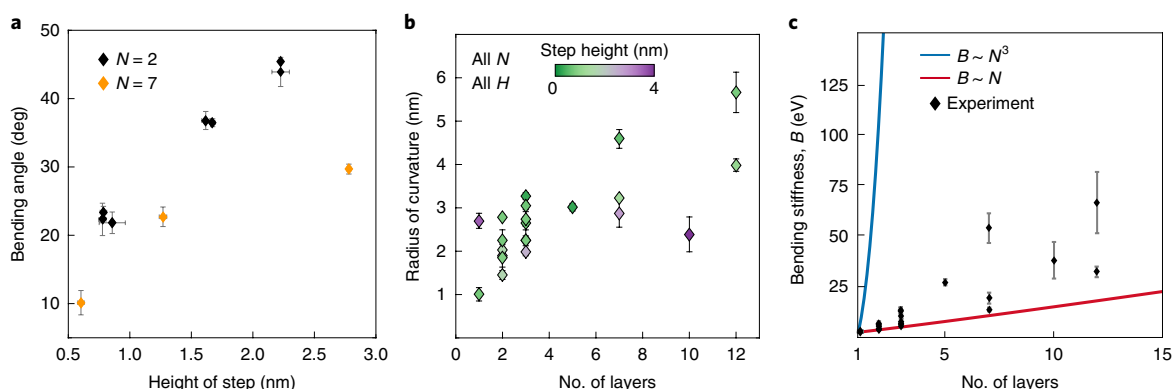 a
50
40
30
20
10
Bending angle (deg)
N = 2
N = 7
0.5 1.0 1.5 2.0 2.5 3.0
Height of step (nm)
b
All N
All H
Step height (nm)
0 4
6
5
4
3
2
1
Radius of curvature (nm)
0 2 4 6 8 10 12
No. of layers
c
125
100
75
50
25
Bending stiffness, B (eV)
B ~ N³
B ~ N
Experiment
1 5 10 15
No. of layers